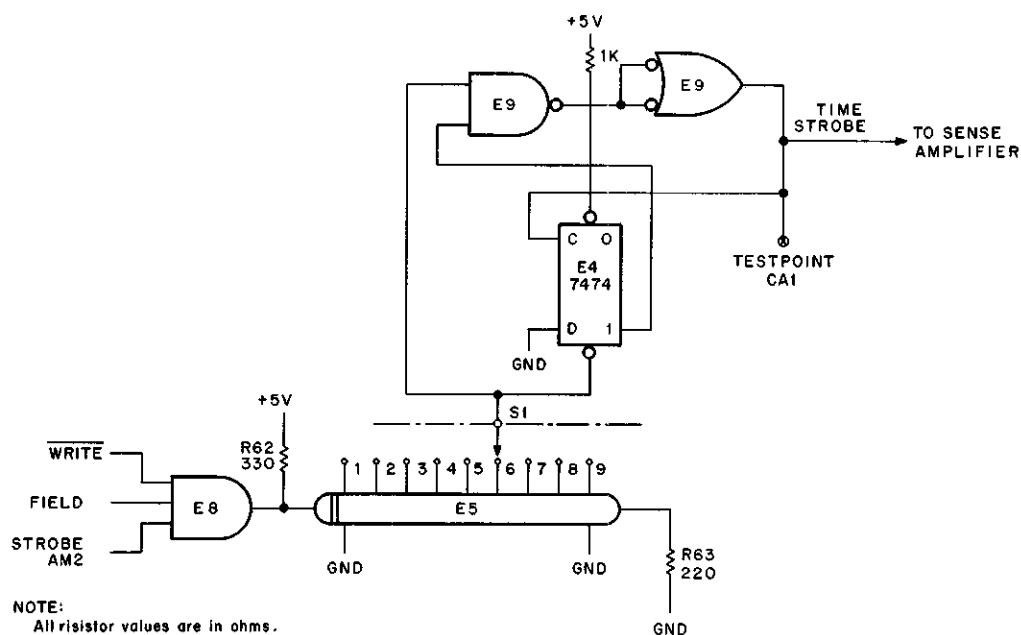 +5V
1K
E9
E9
TIME
STROBE
TO SENSE
AMPLIFIER
C O
E4
7474
D 1
TESTPOINT
CA1
GND
S1
+5V
R62
330
WRITE
FIELD
STROBE
AM2
E8
1 2 3 4 5 6 7 8 9
E5
GND
GND
R63
220
GND
NOTE:
All risistor values are in ohms.